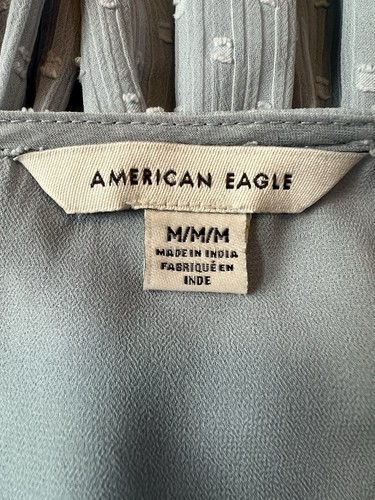 AMERICAN EAGLE
M/M/M
MADE IN INDIA
FABRIQUÉ EN
INDE